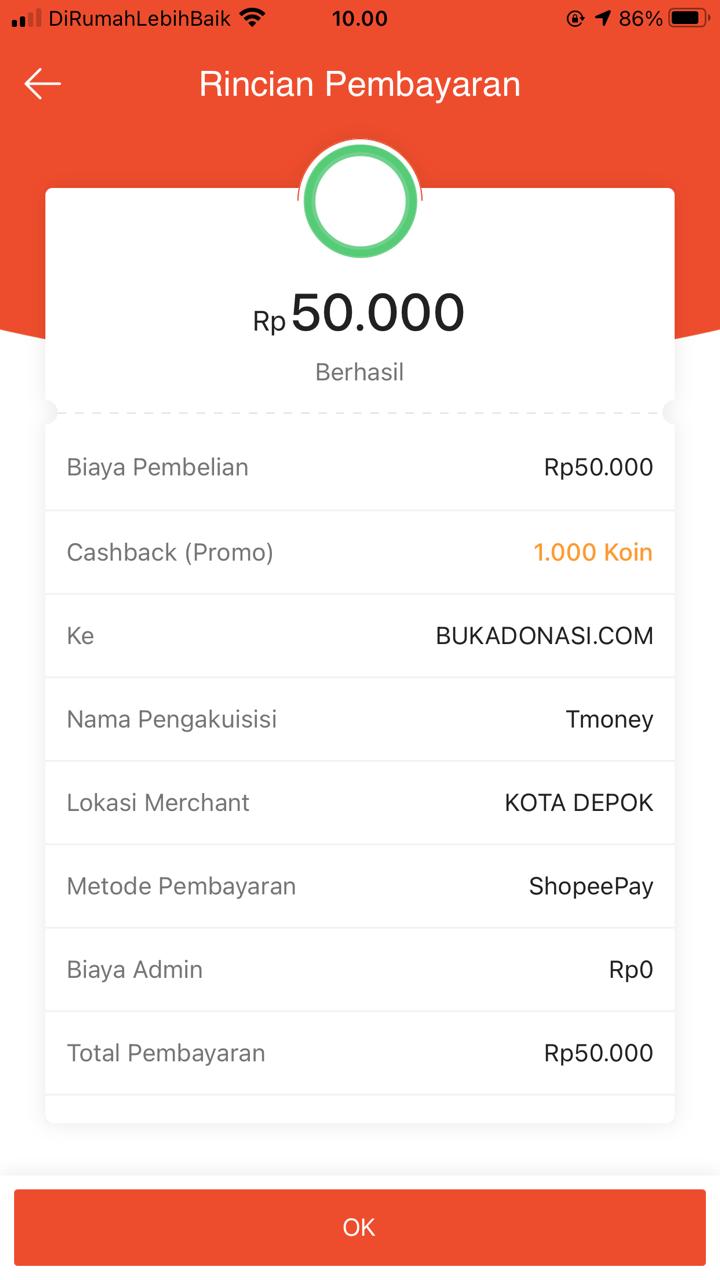 DiRumahLebihBaik 10.00 86%
Rincian Pembayaran
Rp50.000
Berhasil
Biaya Pembelian Rp50.000
Cashback (Promo) 1.000 Koin
Ke BUKADONASI.COM
Nama Pengakuisisi Tmoney
Lokasi Merchant KOTA DEPOK
Metode Pembayaran ShopeePay
Biaya Admin Rp0
Total Pembayaran Rp50.000
OK